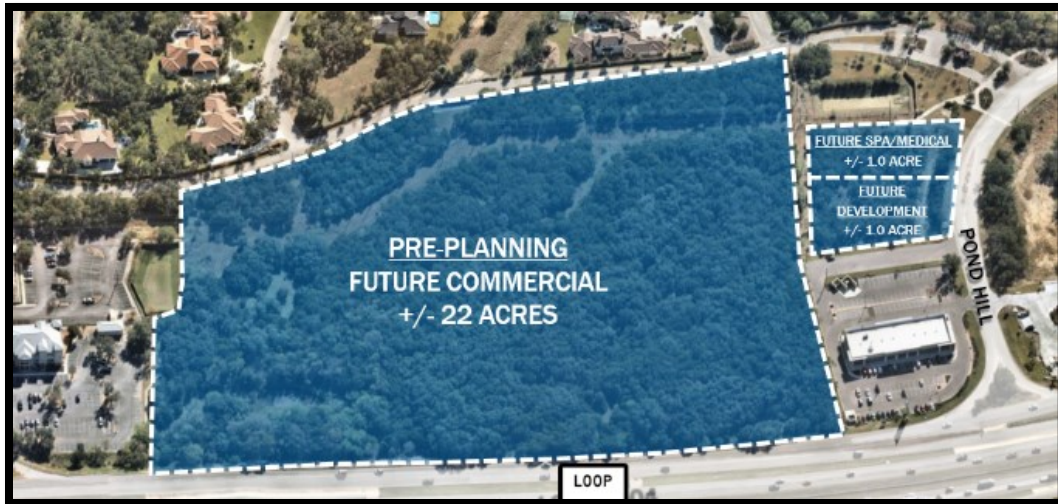 PRE-PLANNING
FUTURE COMMERCIAL
+/- 22 ACRES
FUTURE SPA/MEDICAL
+/- 1.0 ACRE
FUTURE
DEVELOPMENT
+/- 1.0 ACRE
POND HILL
LOOP